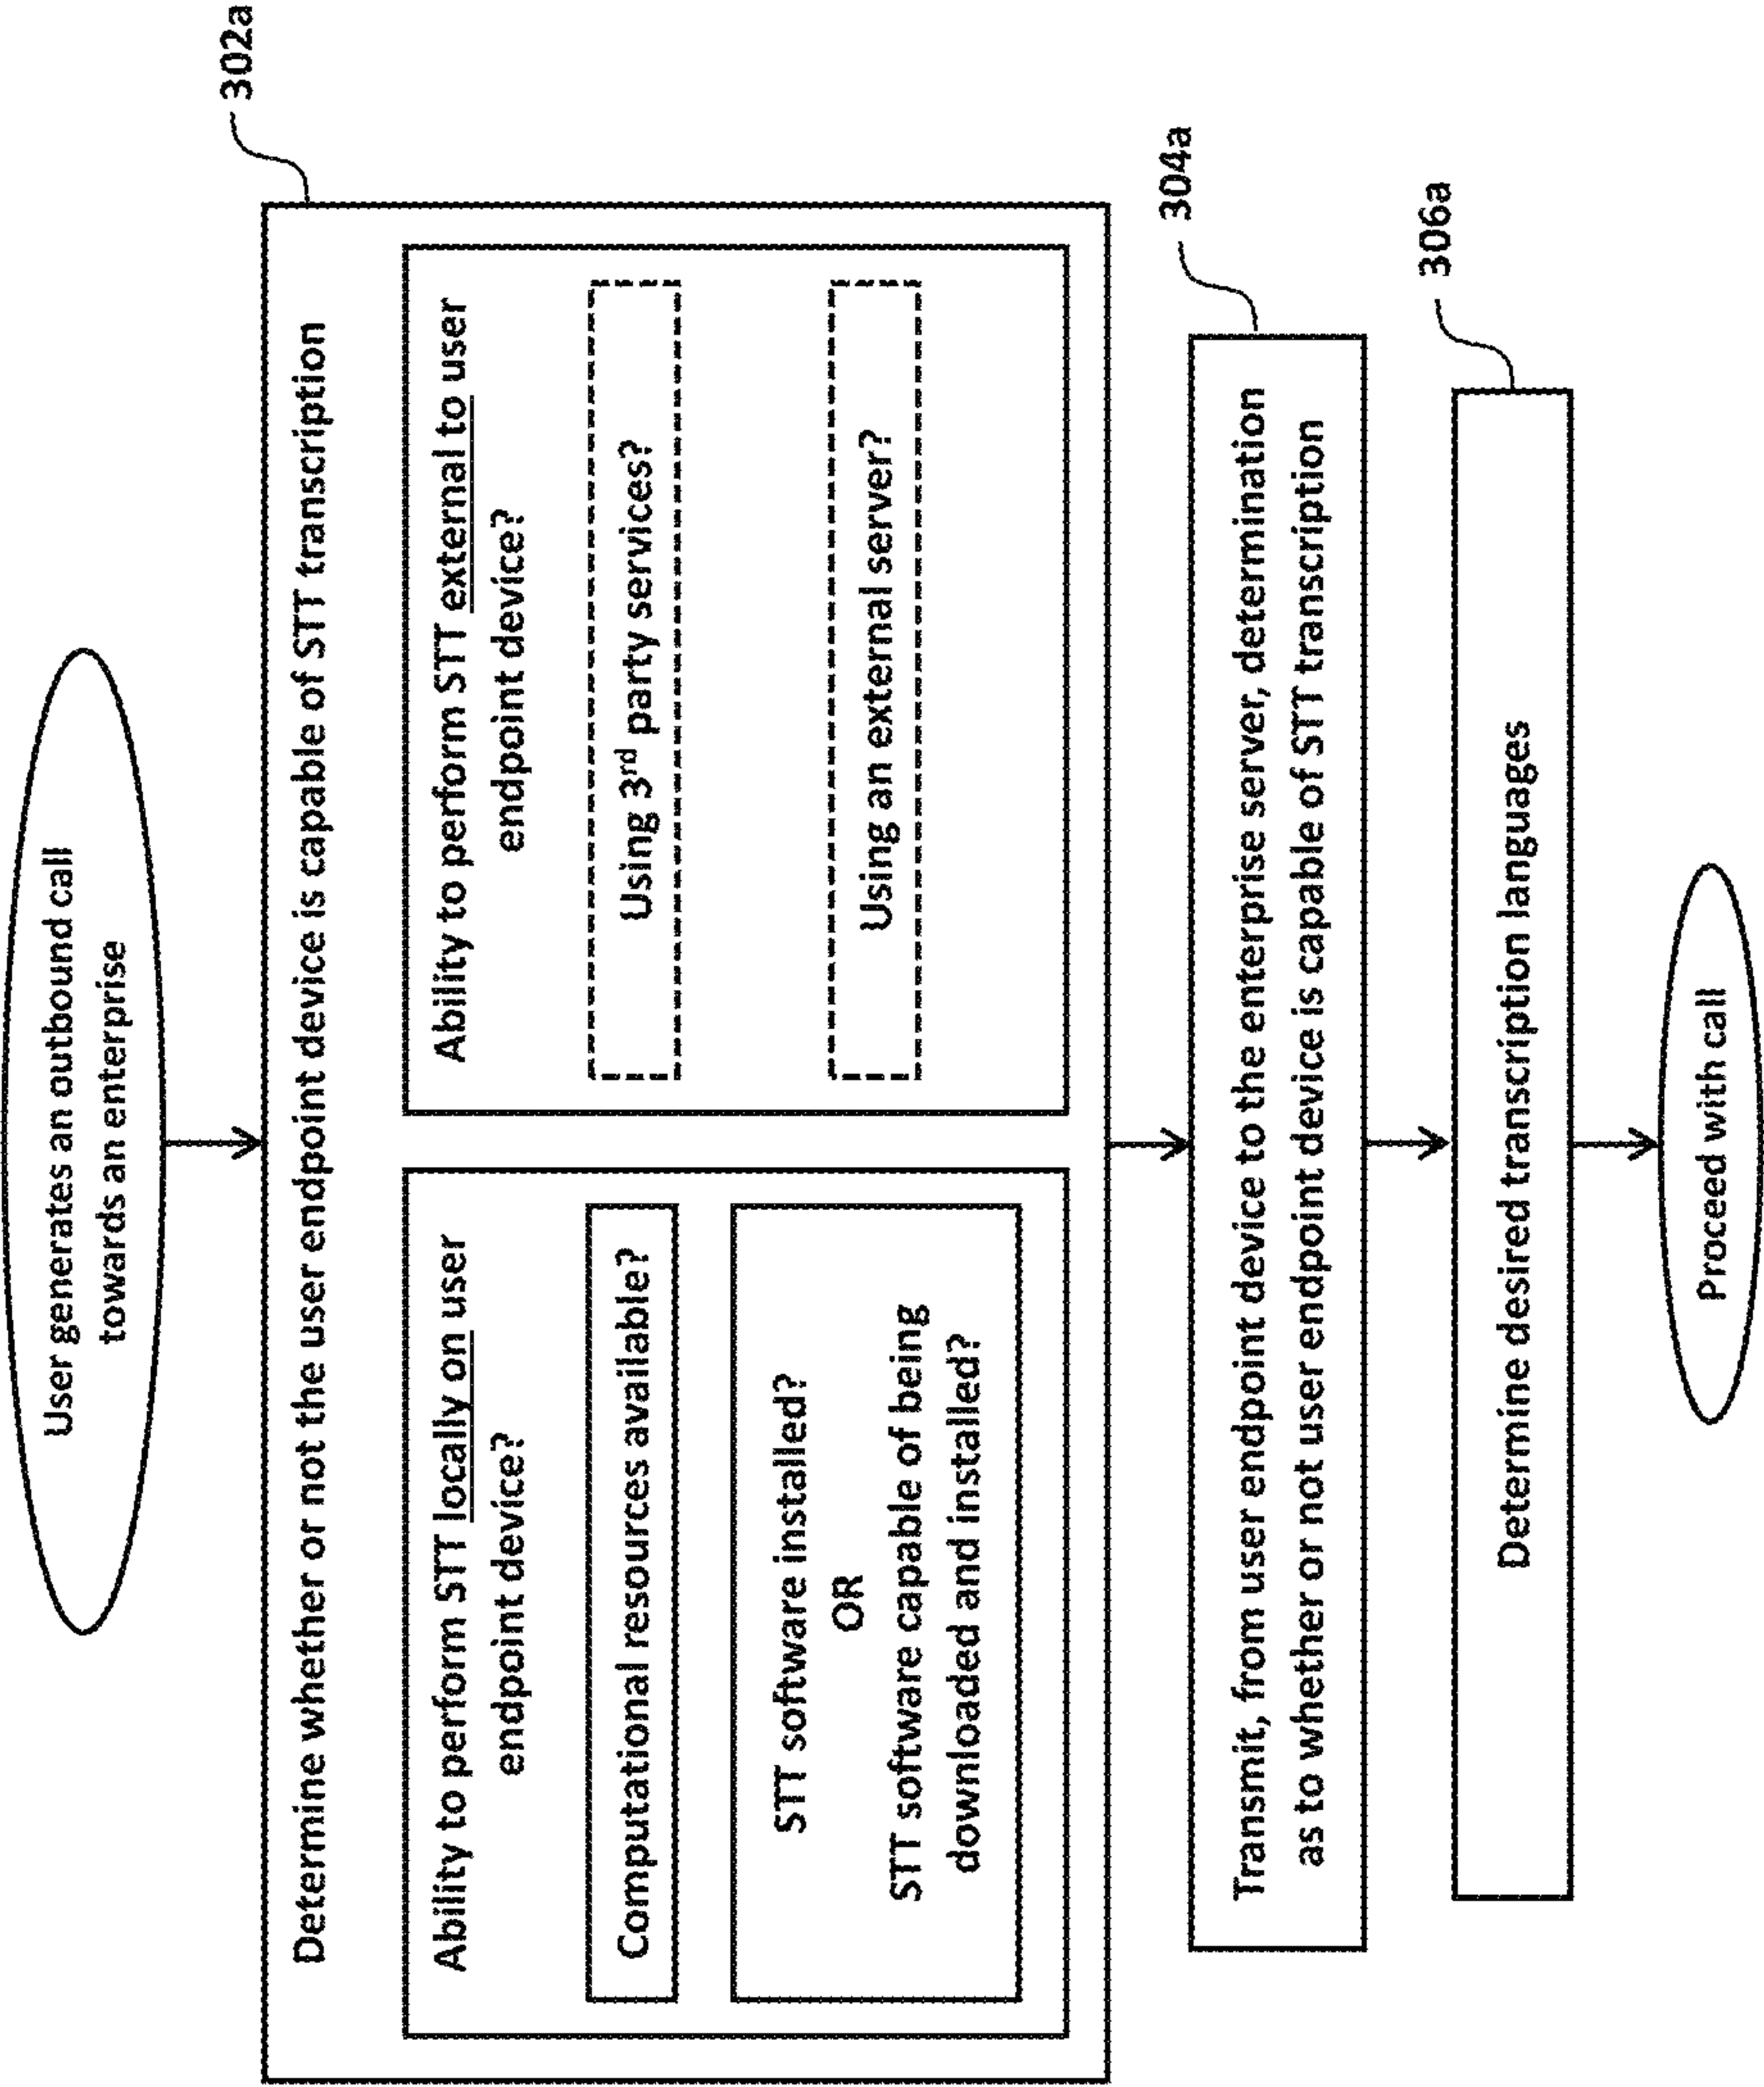 User generates an outbound call
towards an enterprise
302a
Determine whether or not the user endpoint device is capable of STT transcription
Ability to perform STT locally on user
endpoint device?
Computational resources available?
STT software installed?
OR
STT software capable of being
downloaded and installed?
Ability to perform STT external to user
endpoint device?
Using 3rd party services?
Using an external server?
304a
Transmit, from user endpoint device to the enterprise server, determination
as to whether or not user endpoint device is capable of STT transcription
306a
Determine desired transcription languages
Proceed with call